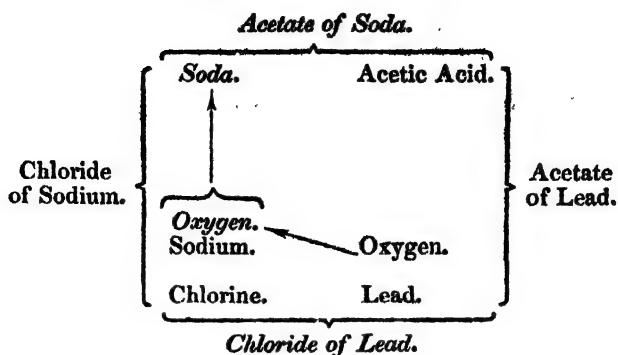 Acetate of Soda.
Soda. Acetic Acid.
Chloride
of Sodium.
Acetate
of Lead.
Oxygen.
Sodium. Oxygen.
Chlorine. Lead.
Chloride of Lead.